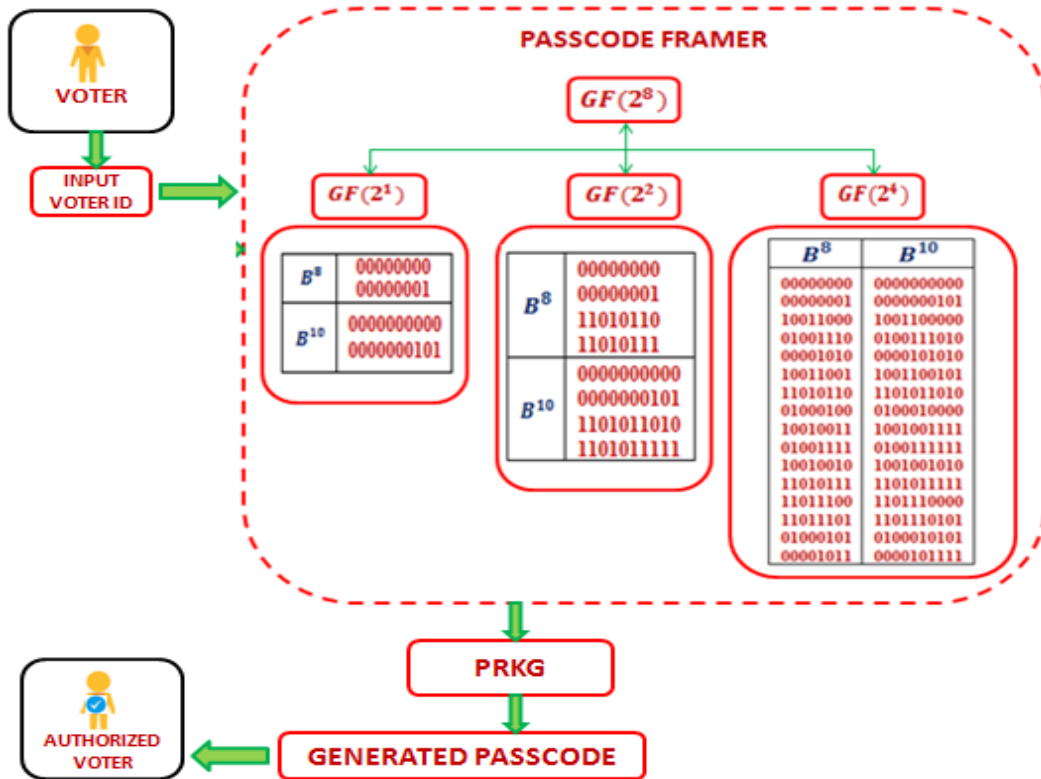 VOTER
INPUT
VOTER ID
PASSCODE FRAMER
GF(2⁸)
GF(2¹)
GF(2²)
GF(2⁴)
B⁸
00000000
00000001
B¹⁰
0000000000
0000000101
B⁸
00000000
00000001
11010110
11010111
B¹⁰
0000000000
0000000101
1101011010
1101011111
B⁸ B¹⁰
00000000 0000000000
00000001 0000000101
10011000 1001100000
01001110 0100111010
00001010 0000101010
10011001 1001100101
11010110 1101011010
01000100 0100010000
10010011 1001001111
01001111 0100111111
10010010 1001001010
11010111 1101011111
11011100 1101110000
11011101 1101110101
01000101 0100010101
00001011 0000101111
PRKG
GENERATED PASSCODE
AUTHORIZED
VOTER